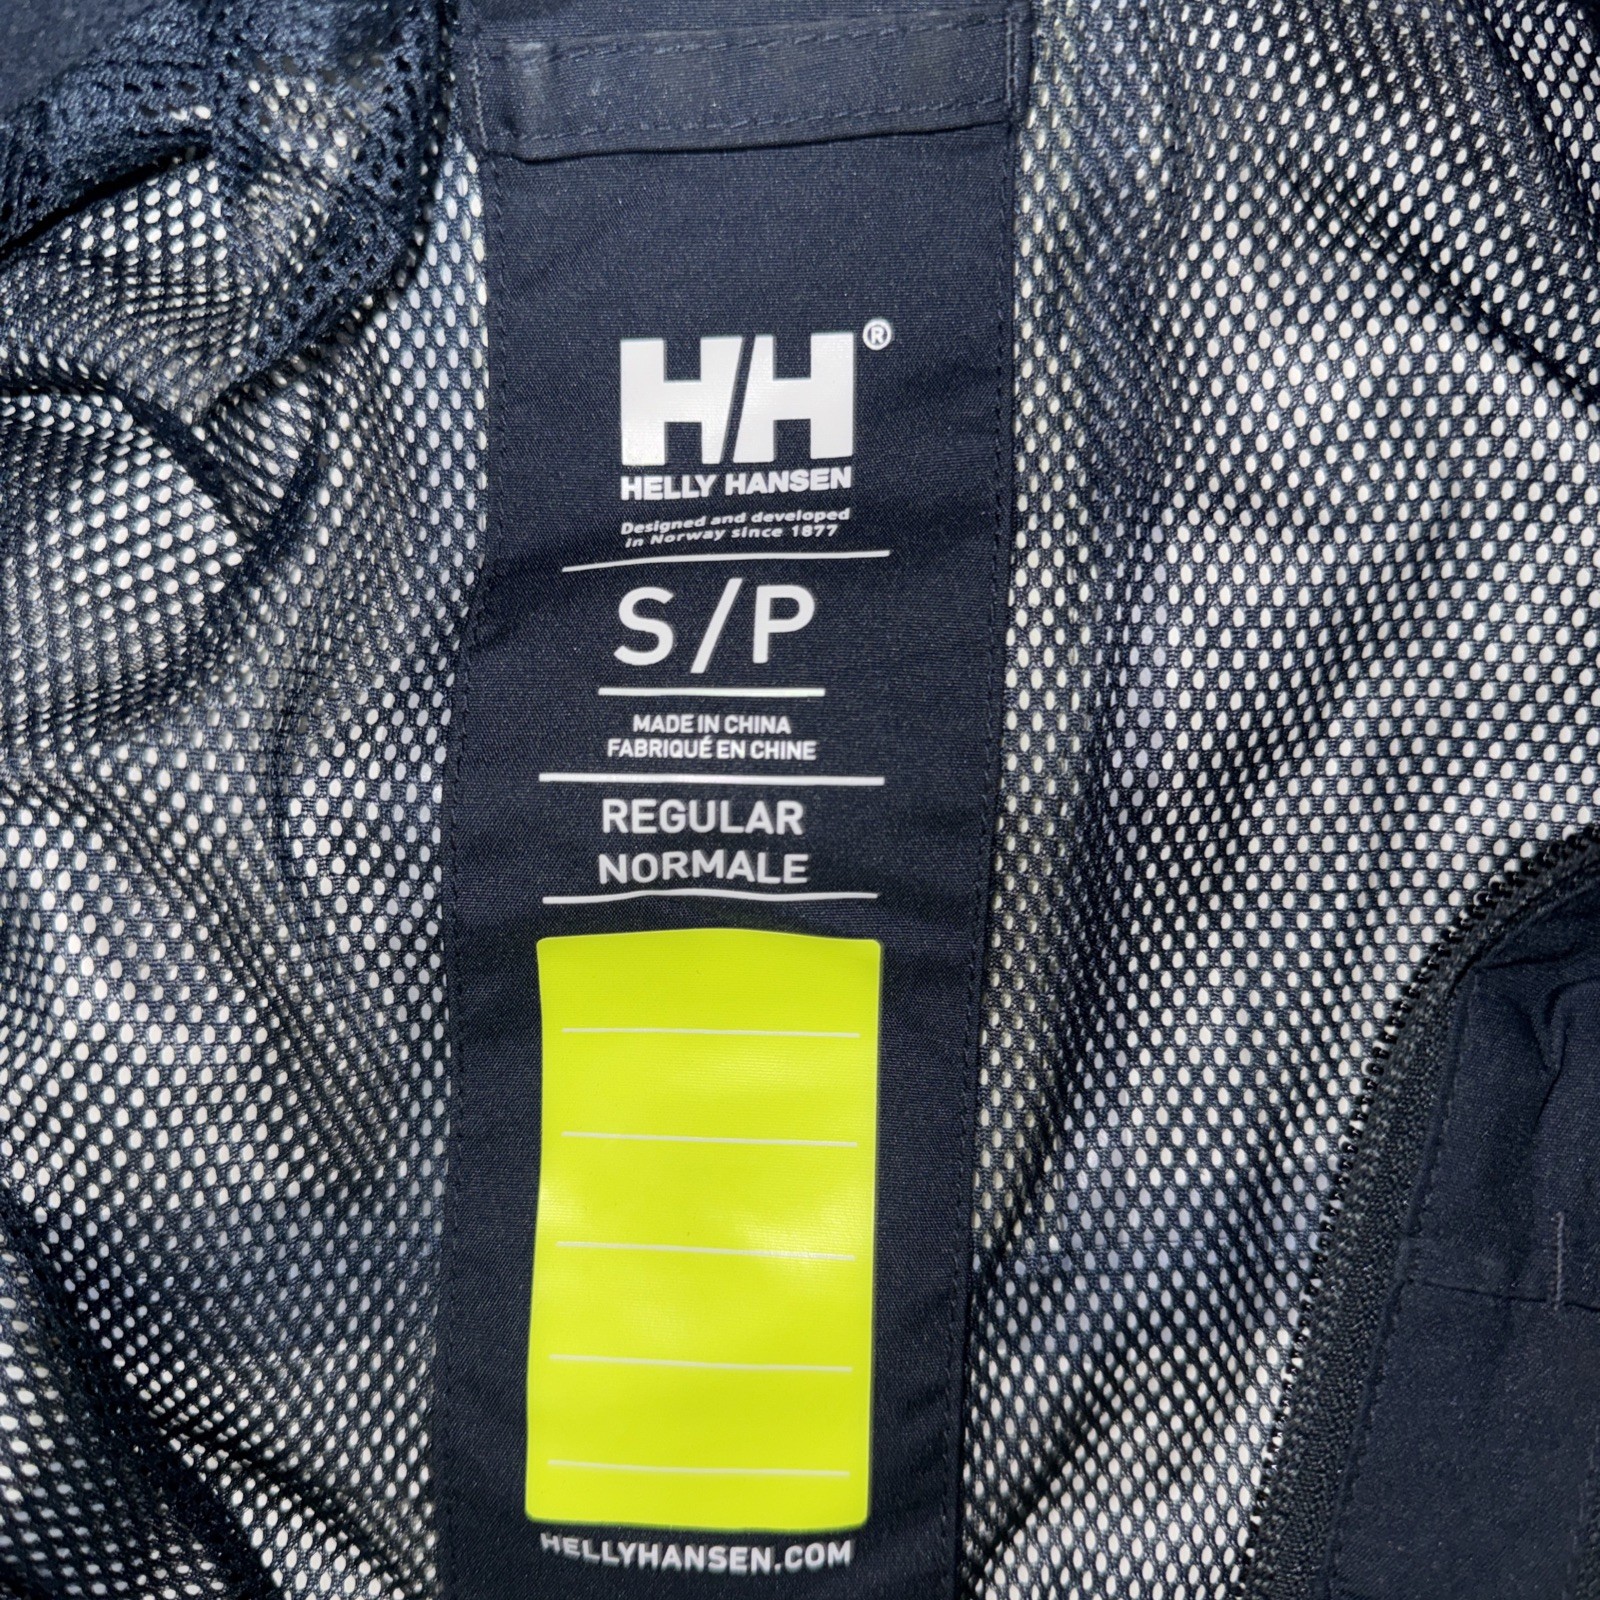 HH®
HELLY HANSEN
Designed and developed
in Norway since 1877
S/P
MADE IN CHINA
FABRIQUÉ EN CHINE
REGULAR
NORMALE
HELLYHANSEN.COM